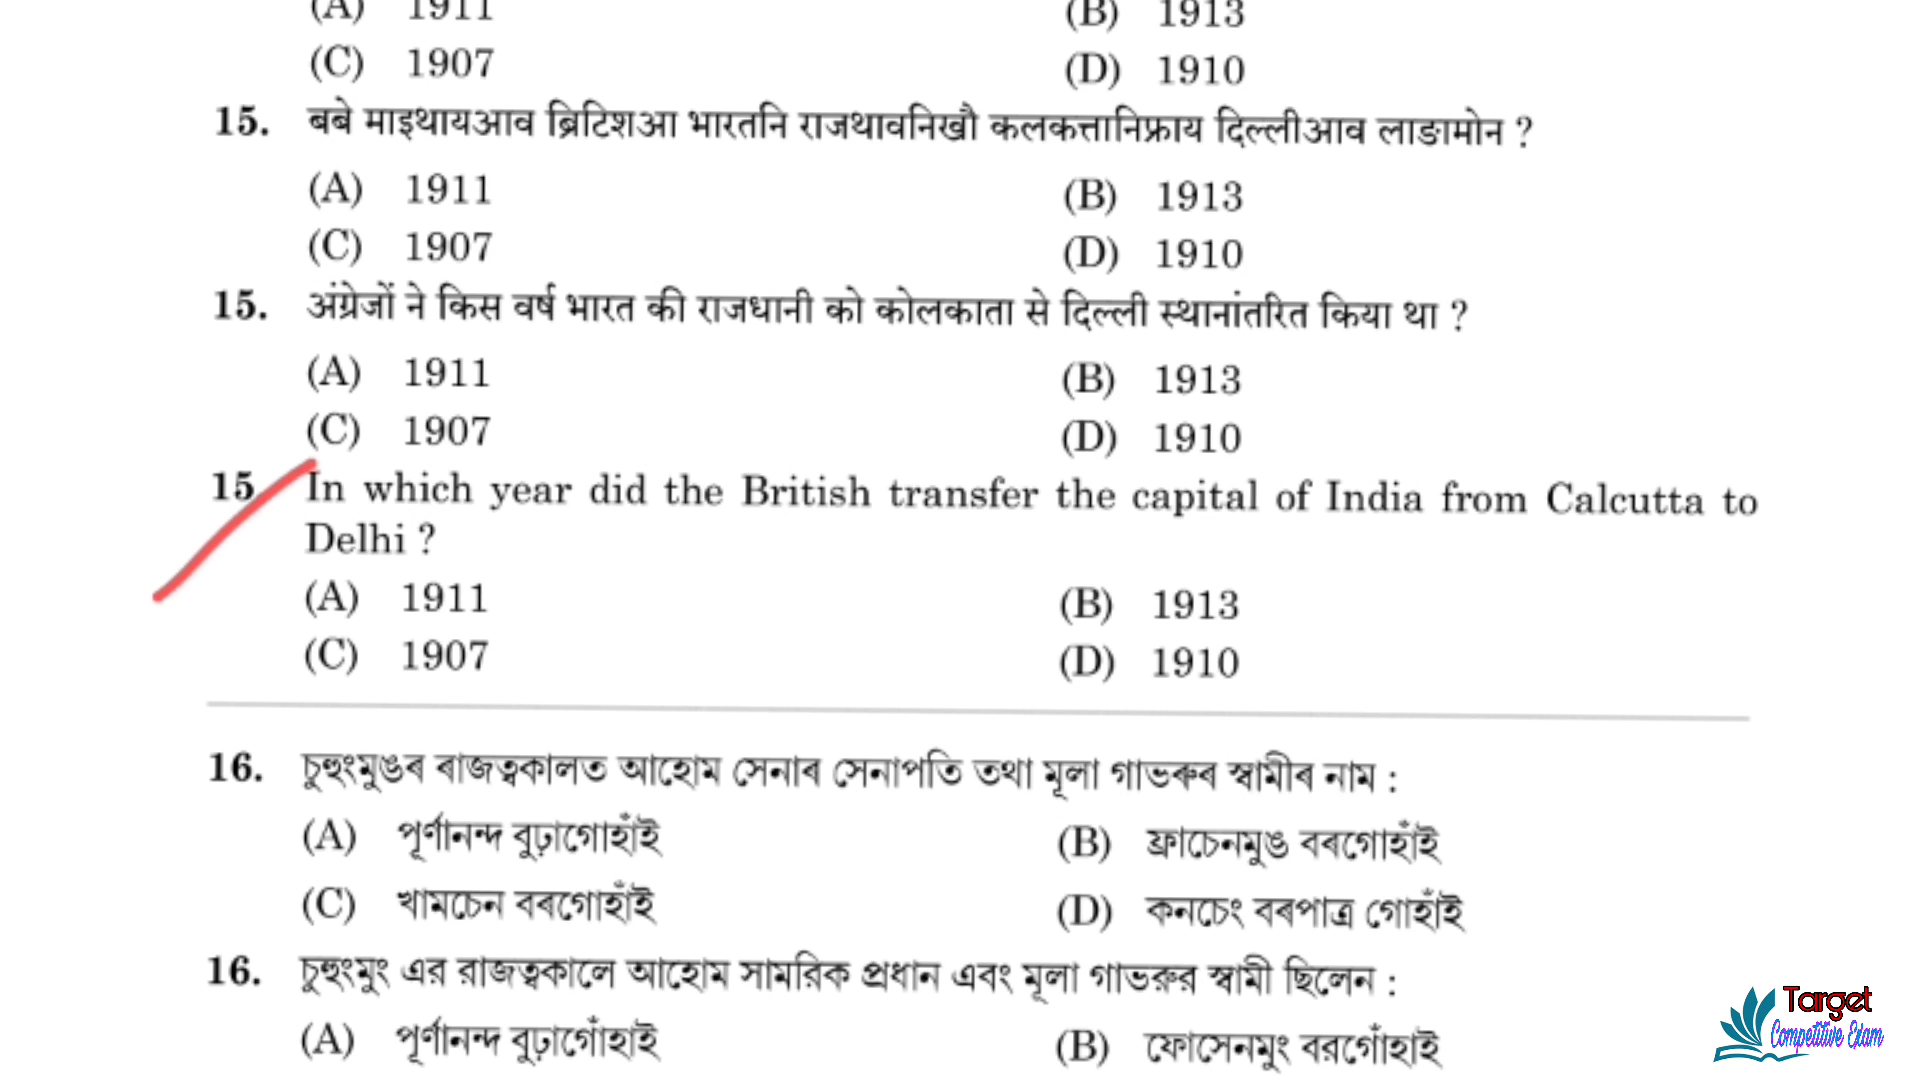 (A) 1911 (B) 1913
(C) 1907 (D) 1910
15. बबे माइथायआव ब्रिटिशआ भारतनि राजथावनिखौ कलकत्तानिफ्राय दिल्लीआव लाङामोन ?
(A) 1911 (B) 1913
(C) 1907 (D) 1910
15. अंग्रेजों ने किस वर्ष भारत की राजधानी को कोलकाता से दिल्ली स्थानांतरित किया था ?
(A) 1911 (B) 1913
(C) 1907 (D) 1910
15. In which year did the British transfer the capital of India from Calcutta to
Delhi ?
(A) 1911 (B) 1913
(C) 1907 (D) 1910
16. চুহুংমুঙৰ ৰাজত্বকালত আহোম সেনাৰ সেনাপতি তথা মূলা গাভৰুৰ স্বামীৰ নাম :
(A) পূৰ্ণানন্দ বুঢ়াগোহাঁই (B) ফ্ৰাচেনমুঙ বৰগোহাঁই
(C) খামচেন বৰগোহাঁই (D) কনচেং বৰপাত্ৰ গোহাঁই
16. চুহুংমুং এর রাজত্বকালে আহোম সামরিক প্রধান এবং মূলা গাভরুর স্বামী ছিলেন :
(A) পূর্ণানন্দ বুঢ়াগোঁহাই (B) ফোসেনমুং বরগোঁহাই
Target
Competitive Exam